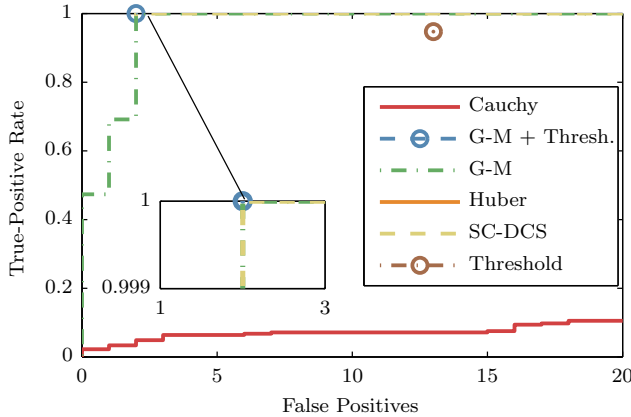 1
0.8
0.6
0.4
0.2
0
True-Positive Rate
1
0.999
1
3
Cauchy
G-M + Thresh.
G-M
Huber
SC-DCS
Threshold
0
5
10
15
20
False Positives